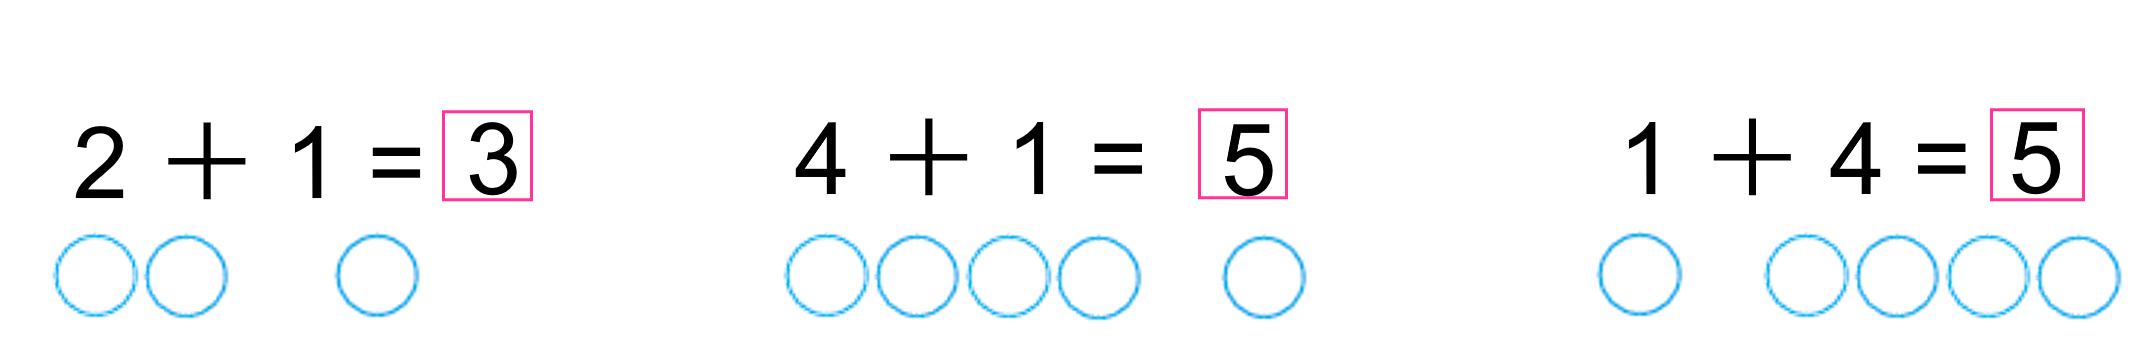 2 + 1 = 3 4 + 1 = 5 1 + 4 = 5